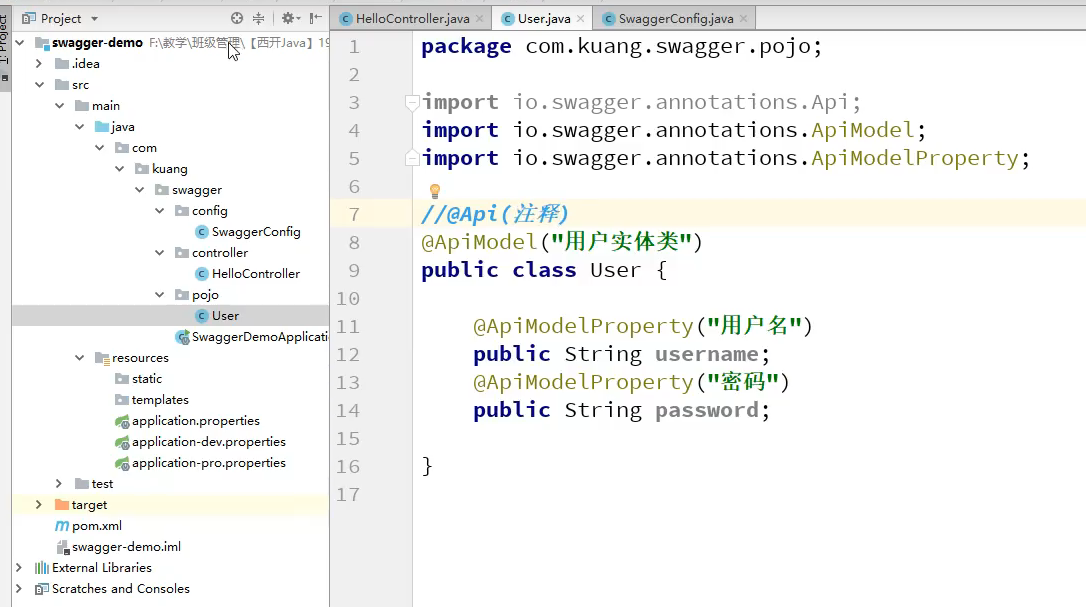 Project
HelloController.java
User.java
SwaggerConfig.java
1: Project
swagger-demo F:\教学\班级管理\【西开Java】19
.idea
src
main
java
com
kuang
swagger
config
SwaggerConfig
controller
HelloController
pojo
User
SwaggerDemoApplicati
resources
static
templates
application.properties
application-dev.properties
application-pro.properties
test
target
pom.xml
swagger-demo.iml
External Libraries
Scratches and Consoles
1 package com.kuang.swagger.pojo;
2
3 import io.swagger.annotations.Api;
4 import io.swagger.annotations.ApiModel;
5 import io.swagger.annotations.ApiModelProperty;
6
7 //@Api(注释)
8 @ApiModel("用户实体类")
9 public class User {
10
11 @ApiModelProperty("用户名")
12 public String username;
13 @ApiModelProperty("密码")
14 public String password;
15
16 }
17